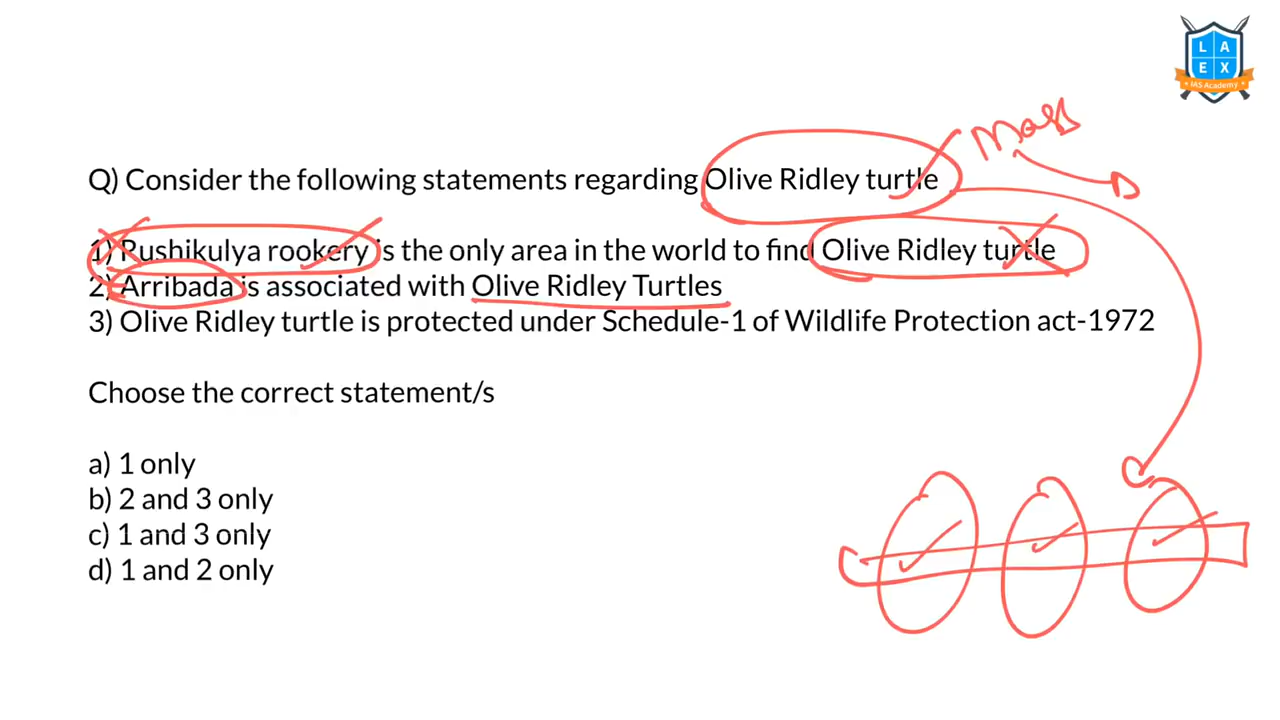 L A
E X
MS Academy
Mass
Q) Consider the following statements regarding Olive Ridley turtle
1) Rushikulya rookery is the only area in the world to find Olive Ridley turtle
2) Arribada is associated with Olive Ridley Turtles
3) Olive Ridley turtle is protected under Schedule-1 of Wildlife Protection act-1972
Choose the correct statement/s
a) 1 only
b) 2 and 3 only
c) 1 and 3 only
d) 1 and 2 only